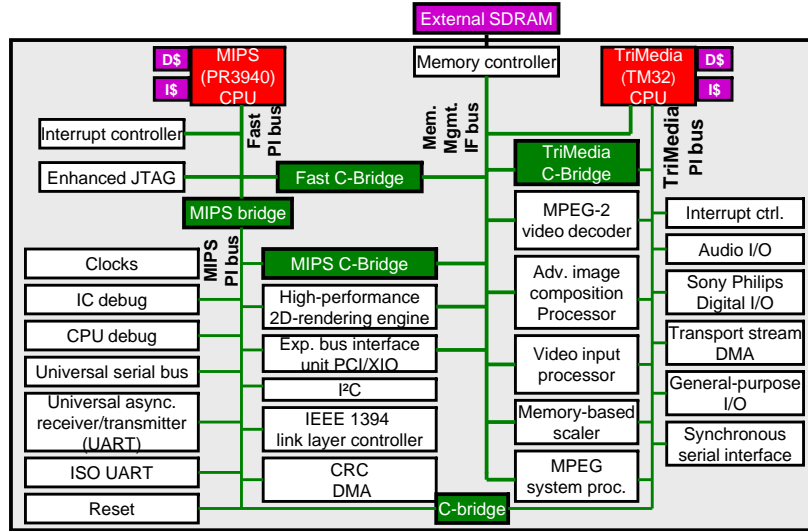 External SDRAM
D$
MIPS
(PR3940)
CPU
I$
Memory controller
TriMedia
(TM32)
CPU
D$
I$
Interrupt controller
Fast
PI bus
Mem.
Mgmt.
IF bus
TriMedia
PI bus
Enhanced JTAG
Fast C-Bridge
TriMedia
C-Bridge
MIPS bridge
MPEG-2
video decoder
Interrupt ctrl.
MIPS
PI bus
Clocks
MIPS C-Bridge
Audio I/O
IC debug
High-performance
2D-rendering engine
Adv. image
composition
Processor
Sony Philips
Digital I/O
CPU debug
Exp. bus interface
unit PCI/XIO
Video input
processor
Transport stream
DMA
Universal serial bus
I²C
General-purpose
I/O
Universal async.
receiver/transmitter
(UART)
IEEE 1394
link layer controller
Memory-based
scaler
Synchronous
serial interface
ISO UART
CRC
DMA
MPEG
system proc.
Reset
C-bridge